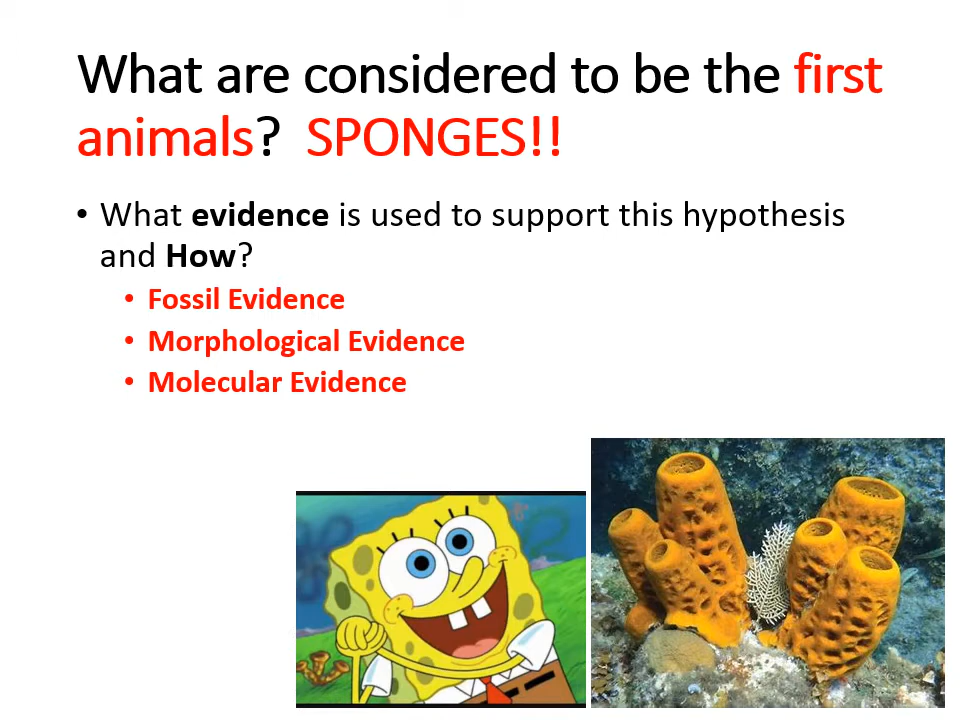 What are considered to be the first
animals? SPONGES!!
• What evidence is used to support this hypothesis
and How?
• Fossil Evidence
• Morphological Evidence
• Molecular Evidence